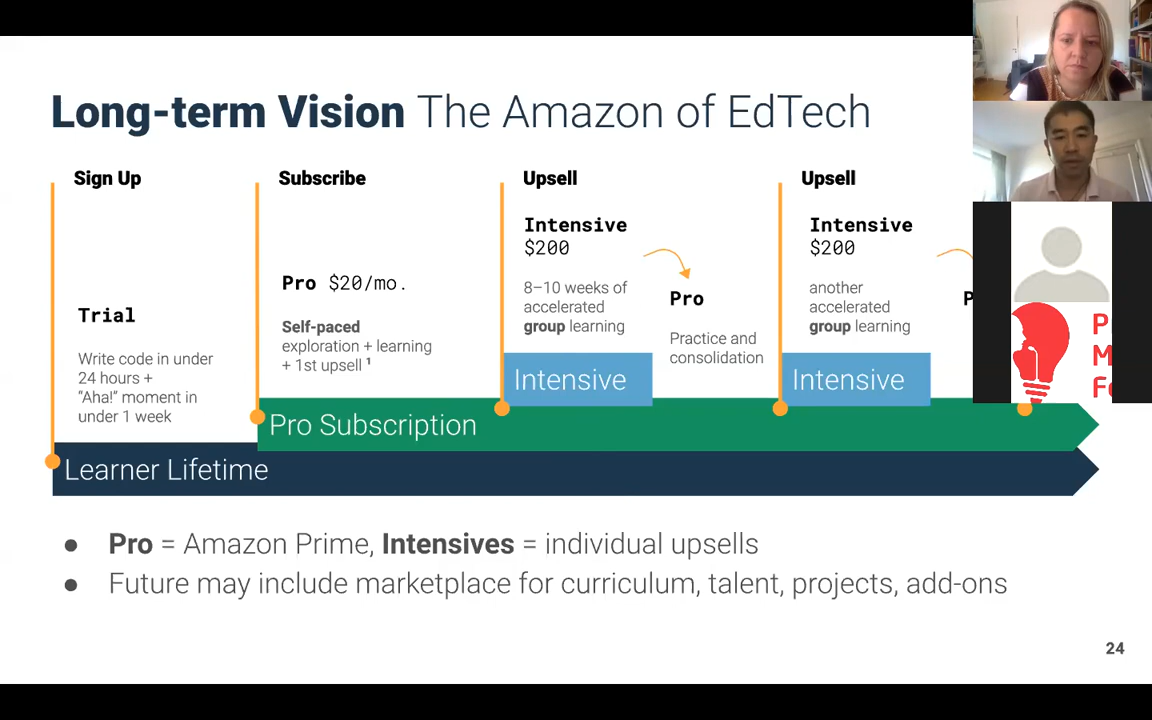 Long-term Vision The Amazon of EdTech
Sign Up
Subscribe
Upsell
Upsell
Trial
Write code in under
24 hours +
“Aha!” moment in
under 1 week
Pro $20/mo.
Self-paced
exploration + learning
+ 1st upsell ¹
Intensive
$200
8–10 weeks of
accelerated
group learning
Pro
Practice and
consolidation
Intensive
$200
another
accelerated
group learning
P
Intensive
Intensive
Pro Subscription
Learner Lifetime
● Pro = Amazon Prime, Intensives = individual upsells
● Future may include marketplace for curriculum, talent, projects, add-ons
24
P
M